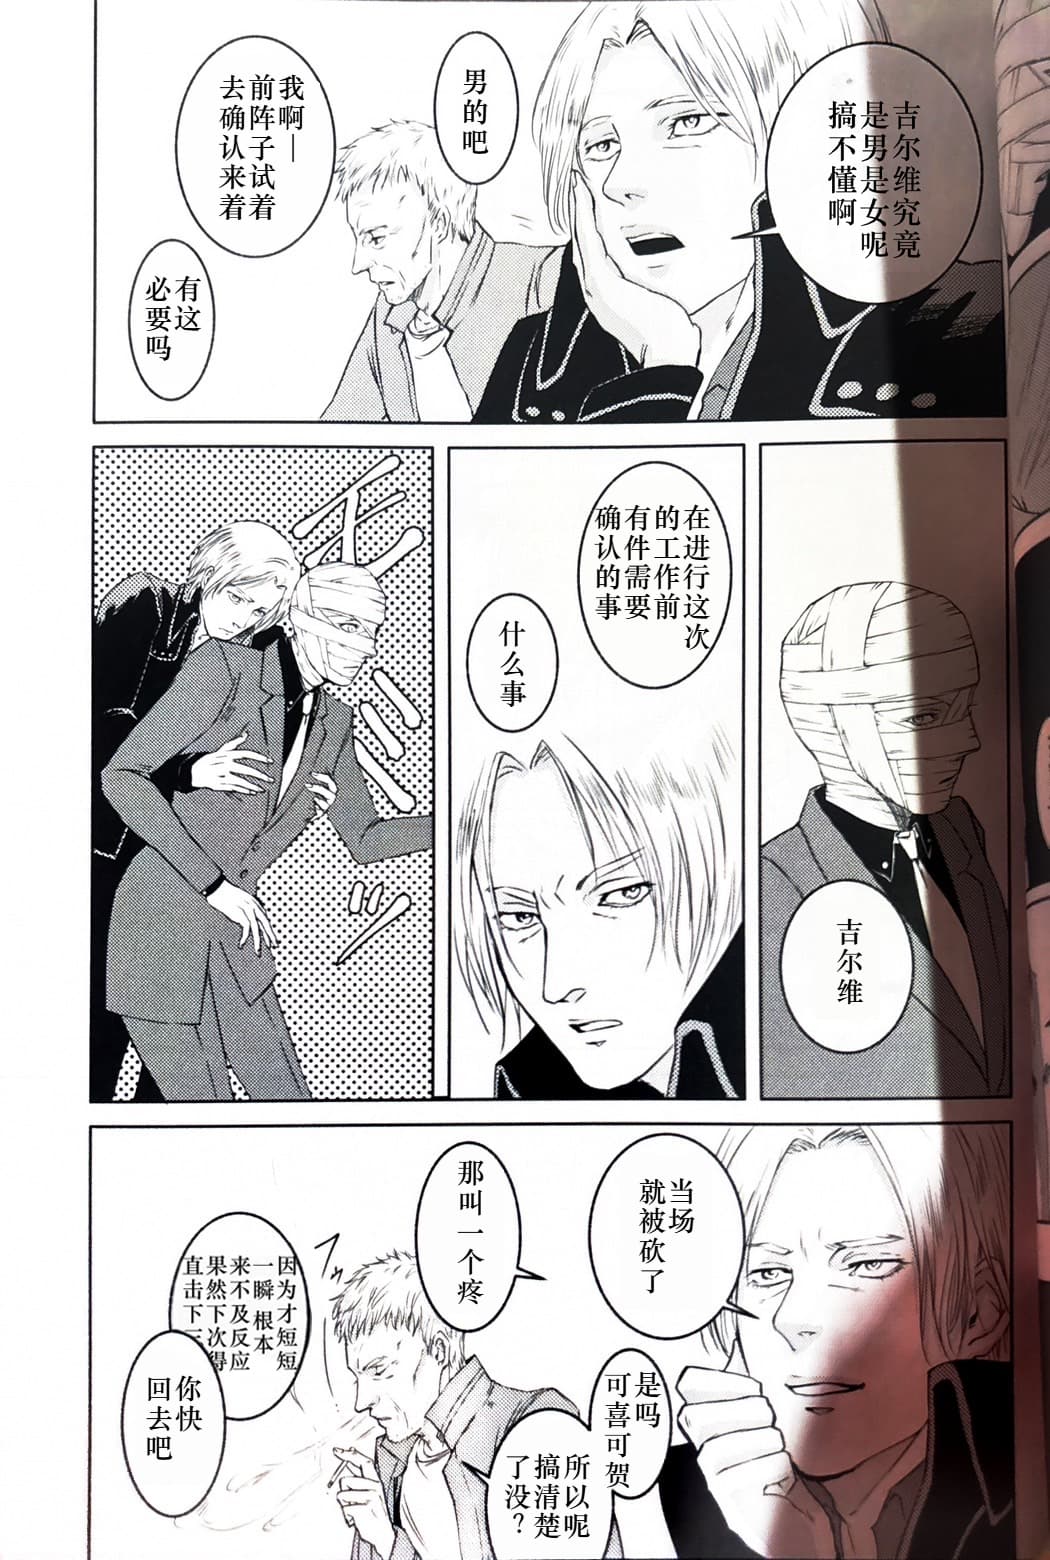 吉尔维究竟
是男是女呢
搞不懂啊
男的吧
我啊—
前阵子试着
去确认来着
有这
必要吗
吉尔维
在进行这次
的工作前
有件需要
确认的事
什么事
当场
就被砍了
那叫一个疼
是吗
可喜可贺
所以呢
搞清楚
了没？
因为才短短
一瞬 根本
来不及反应
果然下次得
直击下
你快
回去吧